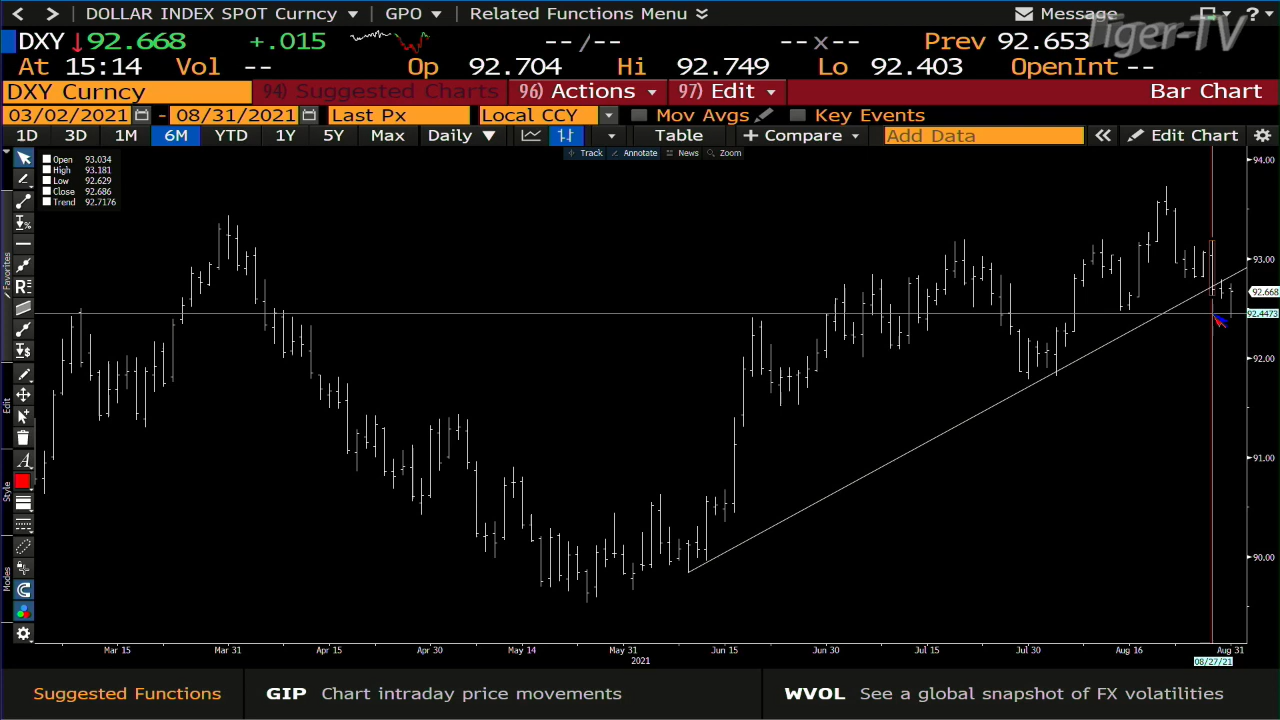 DOLLAR INDEX SPOT Curncy GPO Related Functions Menu Message ?
Tiger-TV
DXY 92.668 +.015 -- / -- -- x -- Prev 92.653
At 15:14 Vol -- Op 92.704 Hi 92.749 Lo 92.403 OpenInt --
DXY Curncy 94) Suggested Charts 96) Actions 97) Edit Bar Chart
03/02/2021 - 08/31/2021 Last Px Local CCY Mov Avgs Key Events
1D 3D 1M 6M YTD 1Y 5Y Max Daily Table + Compare Add Data Edit Chart
Track Annotate News Zoom
Open 93.034
High 93.181
Low 92.629
Close 92.686
Trend 92.7176
Favorites
Edit
Style
Modes
94.00
93.00
92.668
92.4473
92.00
91.00
90.00
Mar 15 Mar 31 Apr 15 Apr 30 May 14 May 31 Jun 15 Jun 30 Jul 15 Jul 30 Aug 16 Aug 31
2021 08/27/21
Suggested Functions GIP Chart intraday price movements WVOL See a global snapshot of FX volatilities